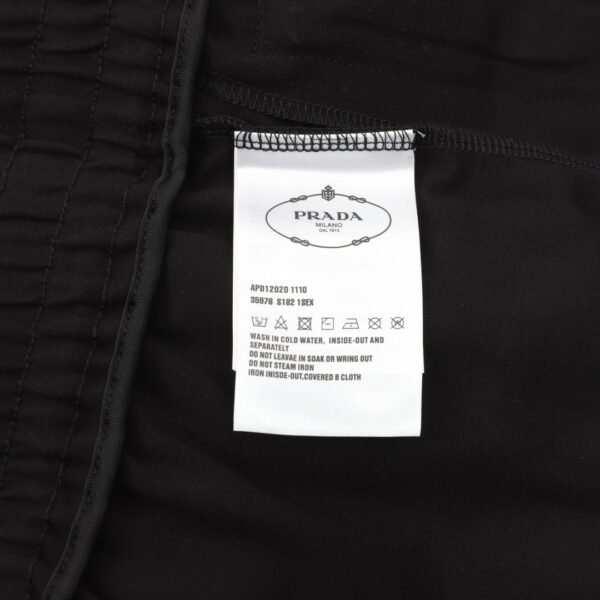 PRADA
MILANO
DAL 1913
APD12020 1110
35976 S182 1SEX
WASH IN COLD WATER, INSIDE-OUT AND
SEPARATELY
DO NOT LEAVAE IN SOAK OR WRING OUT
DO NOT STEAM IRON
IRON INISDE-OUT.COVERED B CLOTH